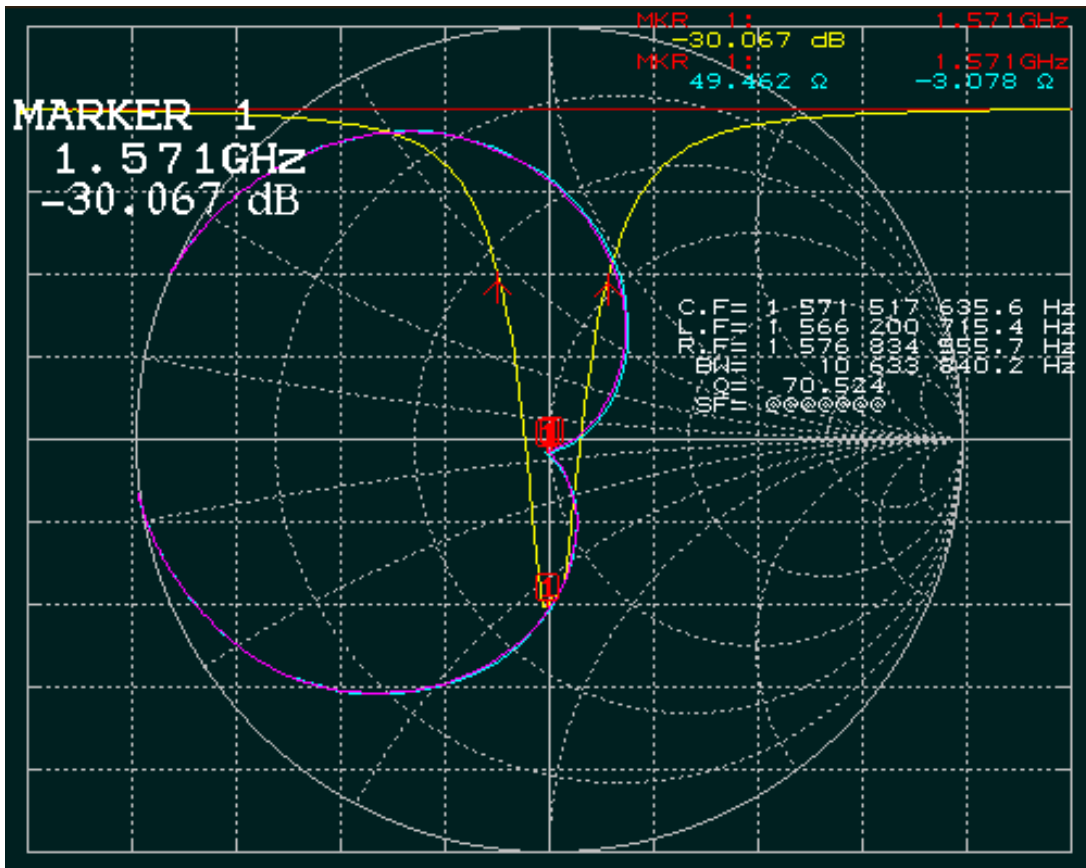 MKR 1: 1.571GHz
-30.067 dB
MKR 1: 1.571GHz
49.462 Ω -3.078 Ω
MARKER 1
1.571GHz
-30.067 dB
C.F= 1 571 517 635.6 Hz
L.F= 1 566 200 715.4 Hz
R.F= 1 576 834 555.7 Hz
BW= 10 633 840.2 Hz
Q= 70.524
SF= @@@@@@@
1
1